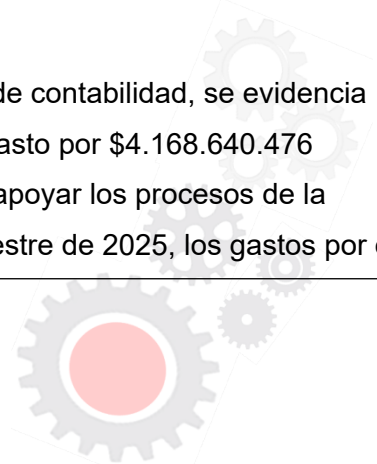 de contabilidad, se evidencia
asto por $4.168.640.476
apoyar los procesos de la
estre de 2025, los gastos por